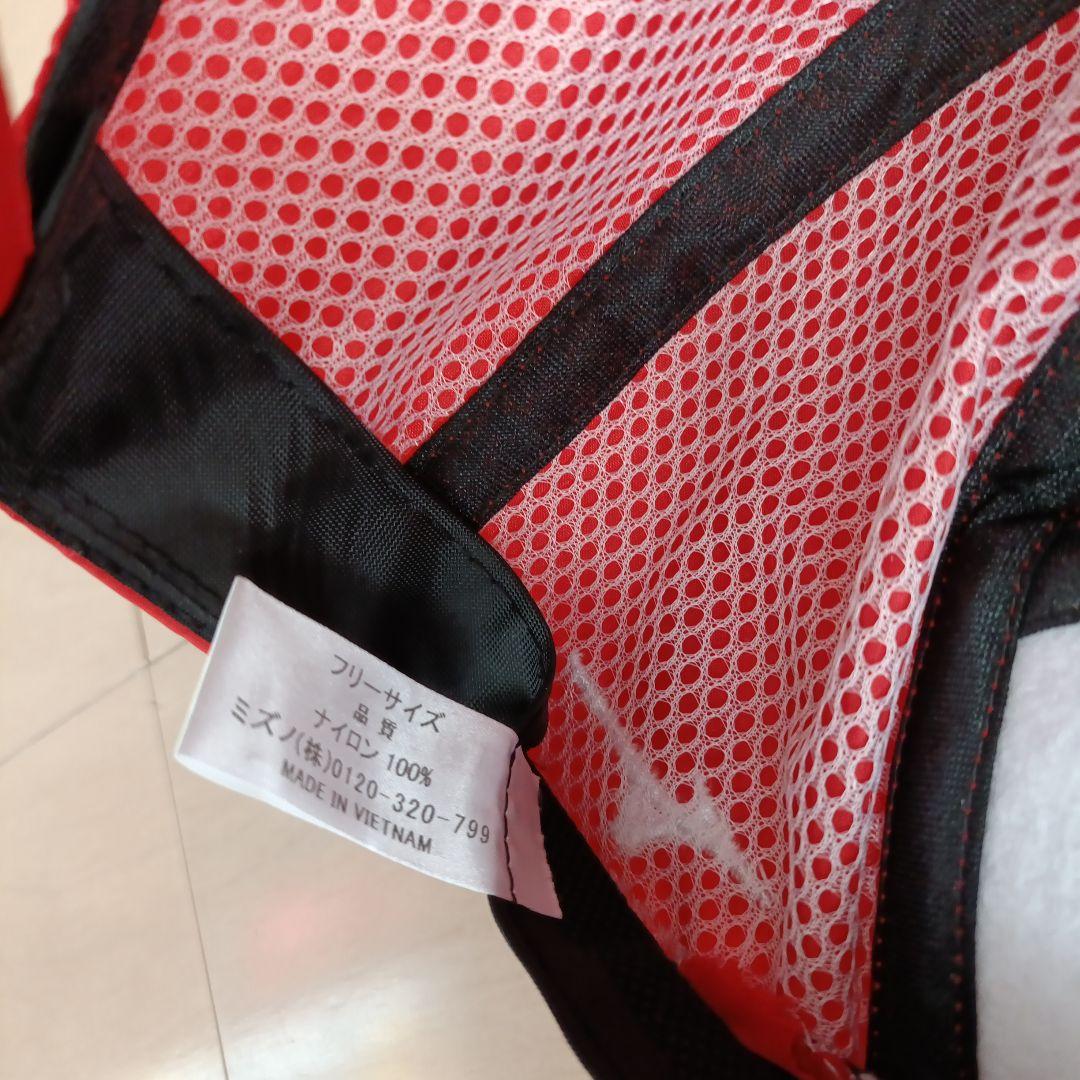 フリーサイズ
品質
ナイロン 100%
ミズノ(株)0120-320-799
MADE IN VIETNAM